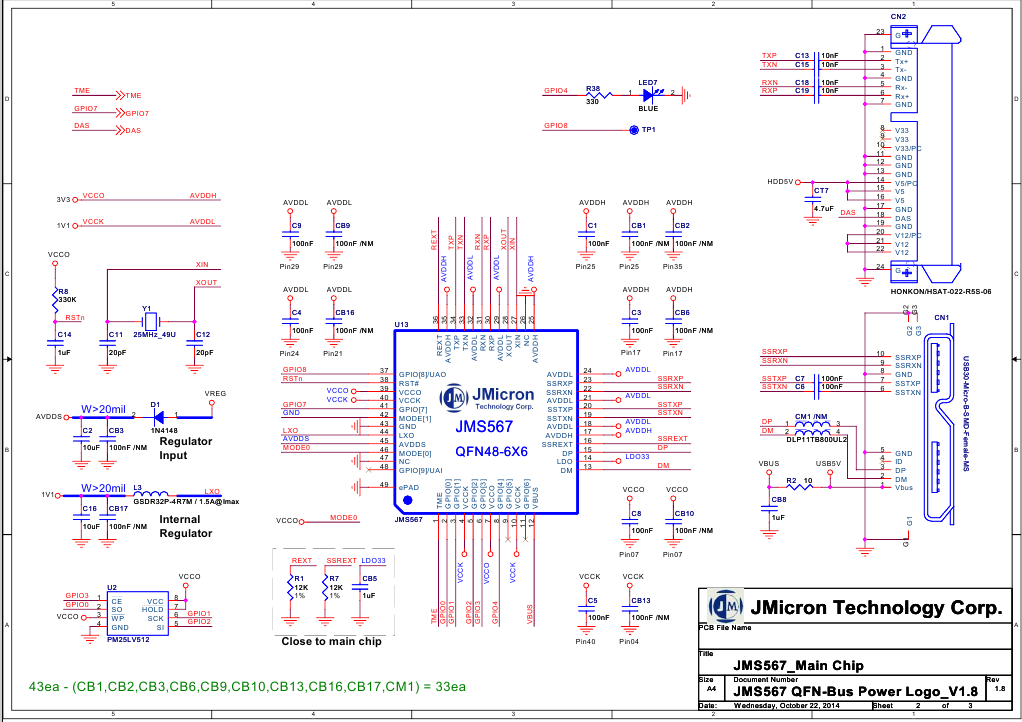 5 4 3 2 1
CN2
23 G
1 GND
TXP C13 10nF 2 Tx+
TXN C15 10nF 3 Tx-
4 GND
RXN C18 10nF 5 Rx-
RXP C19 10nF 6 Rx+
7 GND
TME TME
GPIO7 GPIO7
DAS DAS
GPIO4 R38 330 1 LED7 2
BLUE
GPIO8 TP1
8 V33
9 V33
10 V33/PC
11 GND
12 GND
13 GND
HDD5V 14 V5/PC
15 V5
16 V5
17 GND
DAS 18 DAS
19 GND
20 V12/PC
21 V12
22 V12
24 G
CT7
4.7uF
HONKON/HSAT-022-R5S-06
3V3 VCCO AVDDH
1V1 VCCK AVDDL
VCCO
R8
330K
RSTn
C14
1uF
XIN
XOUT
Y1
25MHz_49U
C11
20pF
C12
20pF
AVDDL AVDDL
C9 CB9
100nF 100nF /NM
Pin29 Pin29
AVDDL AVDDL
C4 CB16
100nF 100nF /NM
Pin24 Pin21
AVDDH AVDDH AVDDH
C1 CB1 CB2
100nF 100nF /NM 100nF /NM
Pin25 Pin25 Pin35
AVDDH AVDDH
C3 CB6
100nF 100nF /NM
Pin17 Pin17
REXT AVDDH TXP TXN AVDDL RXN RXP AVDDL XOUT XIN AVDDH
36 35 34 33 32 31 30 29 28 27 26 25
REXT AVDDH TXP TXN AVDDL RXN RXP AVDDL XOUT XIN NC AVDDH
U13
GPIO8 37 GPIO[8]/UAO
RSTn 38 RST#
VCCO 39 VCCO
VCCK 40 VCCK
GPIO7 41 GPIO[7]
GND 42 MODE[1]
43 GND
LXO 44 LXO
AVDDS 45 AVDDS
MODE0 46 MODE[0]
47 NC
48 GPIO[9]/UAI
49 ePAD
JMicron
Technology Corp.
JMS567
QFN48-6X6
AVDDL 24 AVDDL
SSRXP 23 SSRXP
SSRXN 22 SSRXN
AVDDL 21 AVDDL
SSTXP 20 SSTXP
SSTXN 19 SSTXN
AVDDL 18 AVDDL
AVDDH 17 AVDDH
SSREXT 16 SSREXT
DP 15 DP
LDO 14 LDO33
DM 13 DM
TME GPIO[0] GPIO[1] VCCK GPIO[2] GPIO[3] VCCO GPIO[4] GPIO[5] VCCK GPIO[6] VBUS
1 2 3 4 5 6 7 8 9 10 11 12
JMS567
TME GPIO0 GPIO1 VCCK GPIO2 GPIO3 VCCO GPIO4 VCCK VBUS
CN1
G2 G3
G2 G3
SSRXP 10 SSRXP
SSRXN 9 SSRXN
8 GND
SSTXP C7 10nF 7 SSTXP
SSTXN C6 10nF 6 SSTXN
CM1 /NM
DP 1 4
DM 2 3
DLP11TB800UL2
5 GND
4 ID
3 DP
2 DM
1 Vbus
USB30-Micro-B-SMD-Female-MS
VBUS USB5V
R2 10
CB8
1uF
G1
G1
VREG
W>20mil
AVDDS 2 D1 1
1N4148
C2 CB3
10uF 100nF /NM
Regulator
Input
W>20mil
1V1 L3 LXO
GSDR32P-4R7M / 1.5A@Imax
C16 CB17
10uF 100nF /NM
Internal
Regulator
VCCO MODE0
VCCO VCCO
C8 CB10
100nF 100nF /NM
Pin07 Pin07
VCCK VCCK
C5 CB13
100nF 100nF /NM
Pin40 Pin04
REXT SSREXT LDO33
R1 R7 CB5
12K 12K 1uF
1% 1%
Close to main chip
U2 VCCO
GPIO3 1 CE VCC 8
GPIO0 2 SO HOLD 7
VCCO 3 WP SCK 6 GPIO1
4 GND SI 5 GPIO2
PM25LV512
43ea - (CB1,CB2,CB3,CB6,CB9,CB10,CB13,CB16,CB17,CM1) = 33ea
JMicron Technology Corp.
PCB File Name
Title
JMS567_Main Chip
Size Document Number Rev
A4 JMS567 QFN-Bus Power Logo_V1.8 1.8
Date: Wednesday, October 22, 2014 Sheet 2 of 3
5 4 3 2 1
D C B A
D C B A